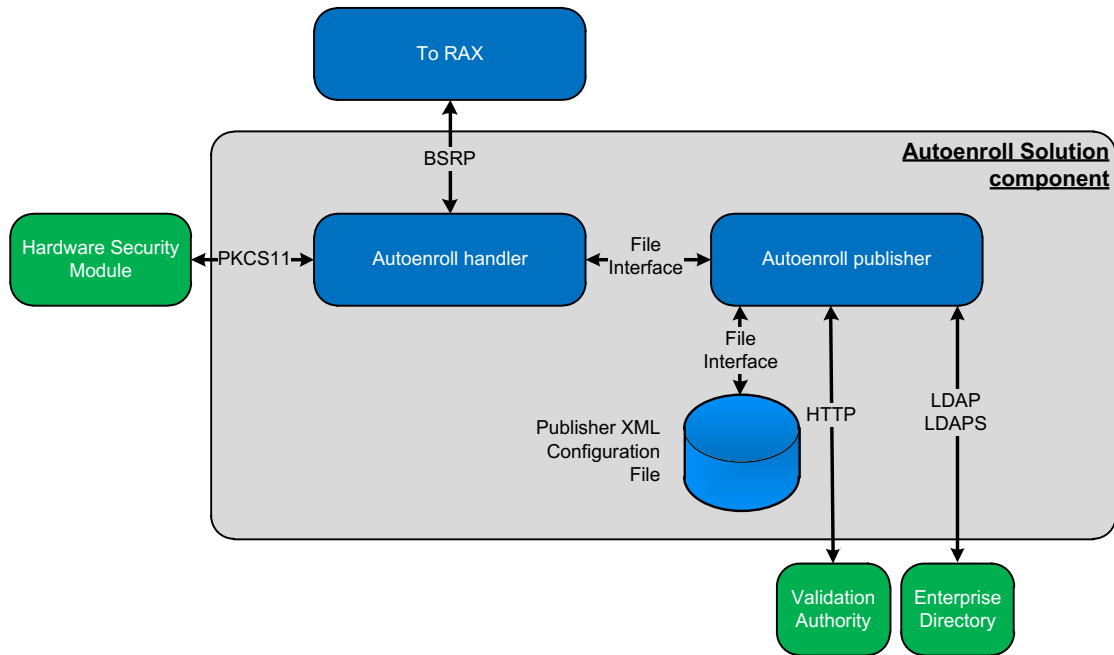 To RAX
BSRP
Autoenroll Solution
component
Hardware Security
Module
PKCS11
Autoenroll handler
File
Interface
Autoenroll publisher
File
Interface
Publisher XML
Configuration
File
HTTP
LDAP
LDAPS
Validation
Authority
Enterprise
Directory